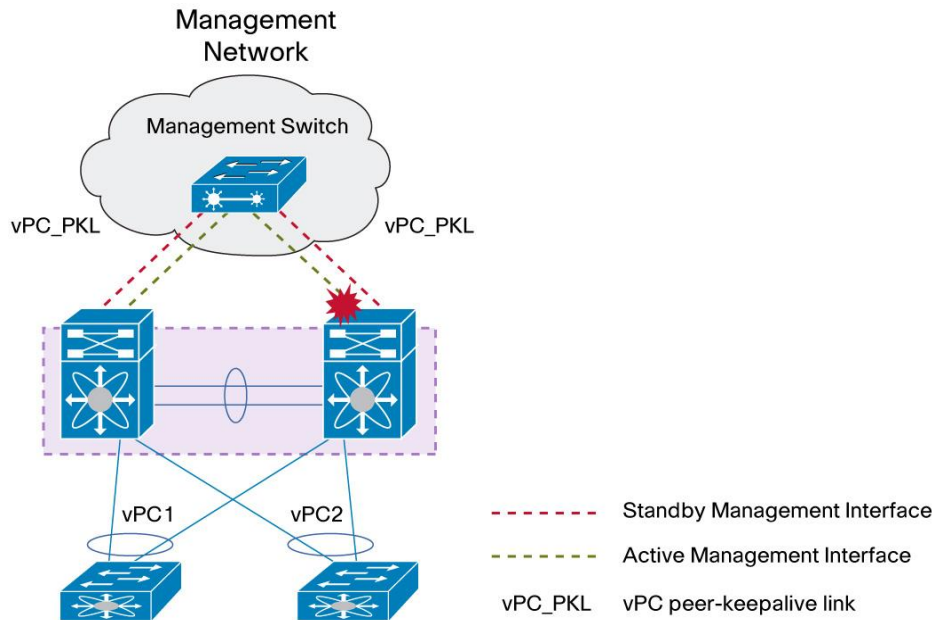 Management
Network
Management Switch
vPC_PKL
vPC_PKL
vPC1
vPC2
Standby Management Interface
Active Management Interface
vPC_PKL vPC peer-keepalive link